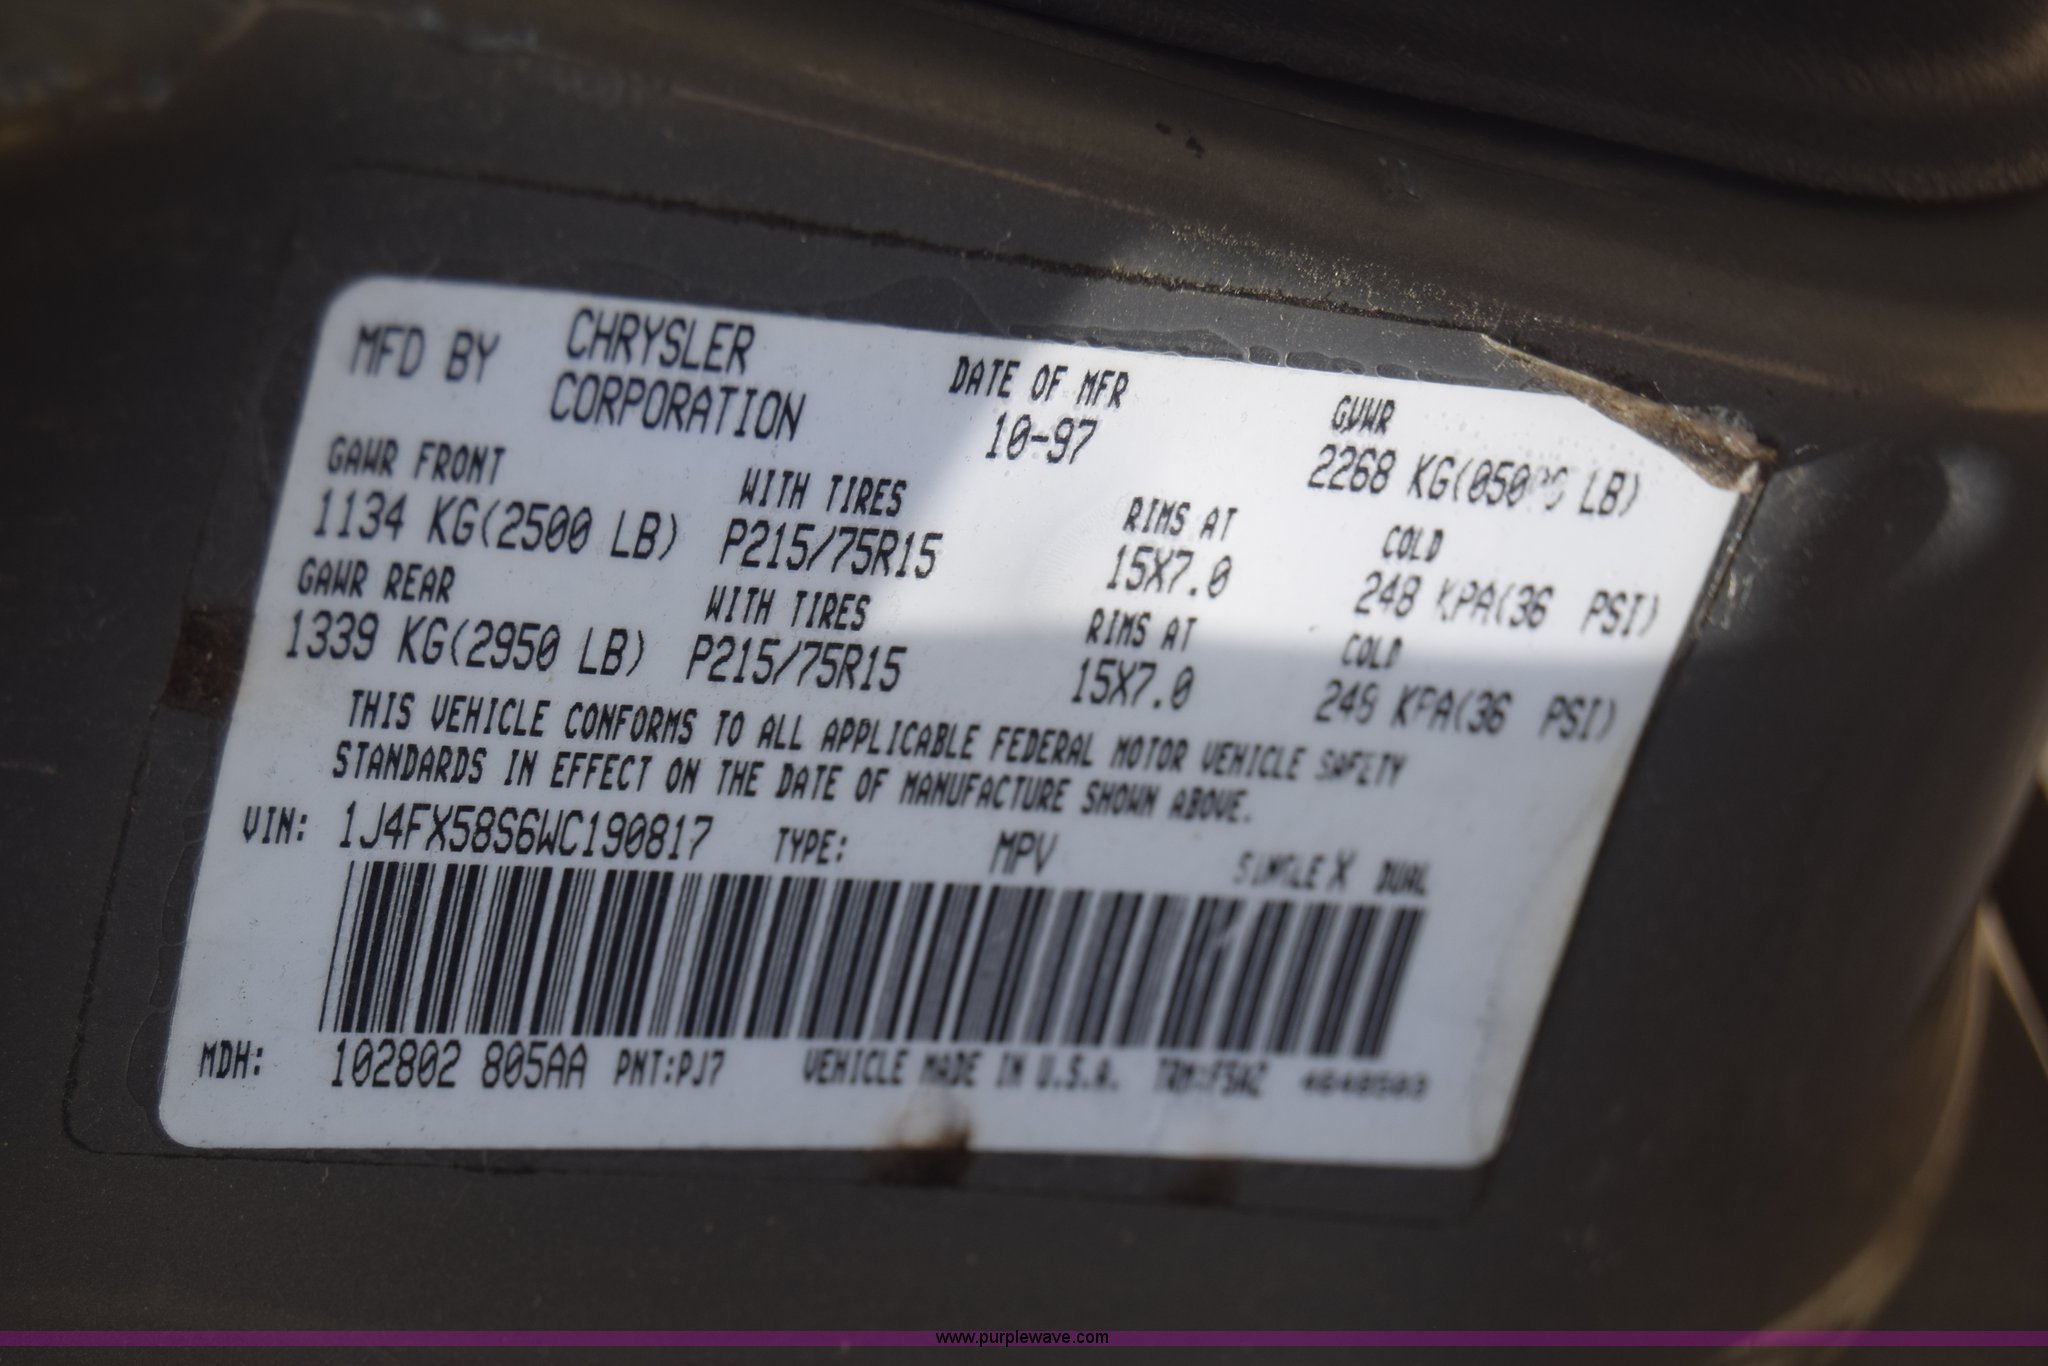 MFD BY CHRYSLER CORPORATION DATE OF MFR GVWR
10-97 2268 KG(05000 LB)
GAWR FRONT WITH TIRES RIMS AT COLD
1134 KG(2500 LB) P215/75R15 15X7.0 248 KPA(36 PSI)
GAWR REAR WITH TIRES RIMS AT COLD
1339 KG(2950 LB) P215/75R15 15X7.0 248 KPA(36 PSI)
THIS VEHICLE CONFORMS TO ALL APPLICABLE FEDERAL MOTOR VEHICLE SAFETY
STANDARDS IN EFFECT ON THE DATE OF MANUFACTURE SHOWN ABOVE.
VIN: 1J4FX58S6WC190817 TYPE: MPV SINGLE X DUAL
MDH: 102802 805AA PNT:PJ7 VEHICLE MADE IN U.S.A.
www.purplewave.com